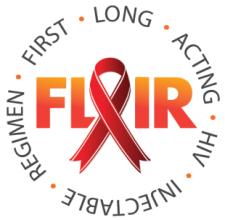 FIRST · LONG · ACTING · HIV · INJECTABLE · REGIMEN ·
FLAIR